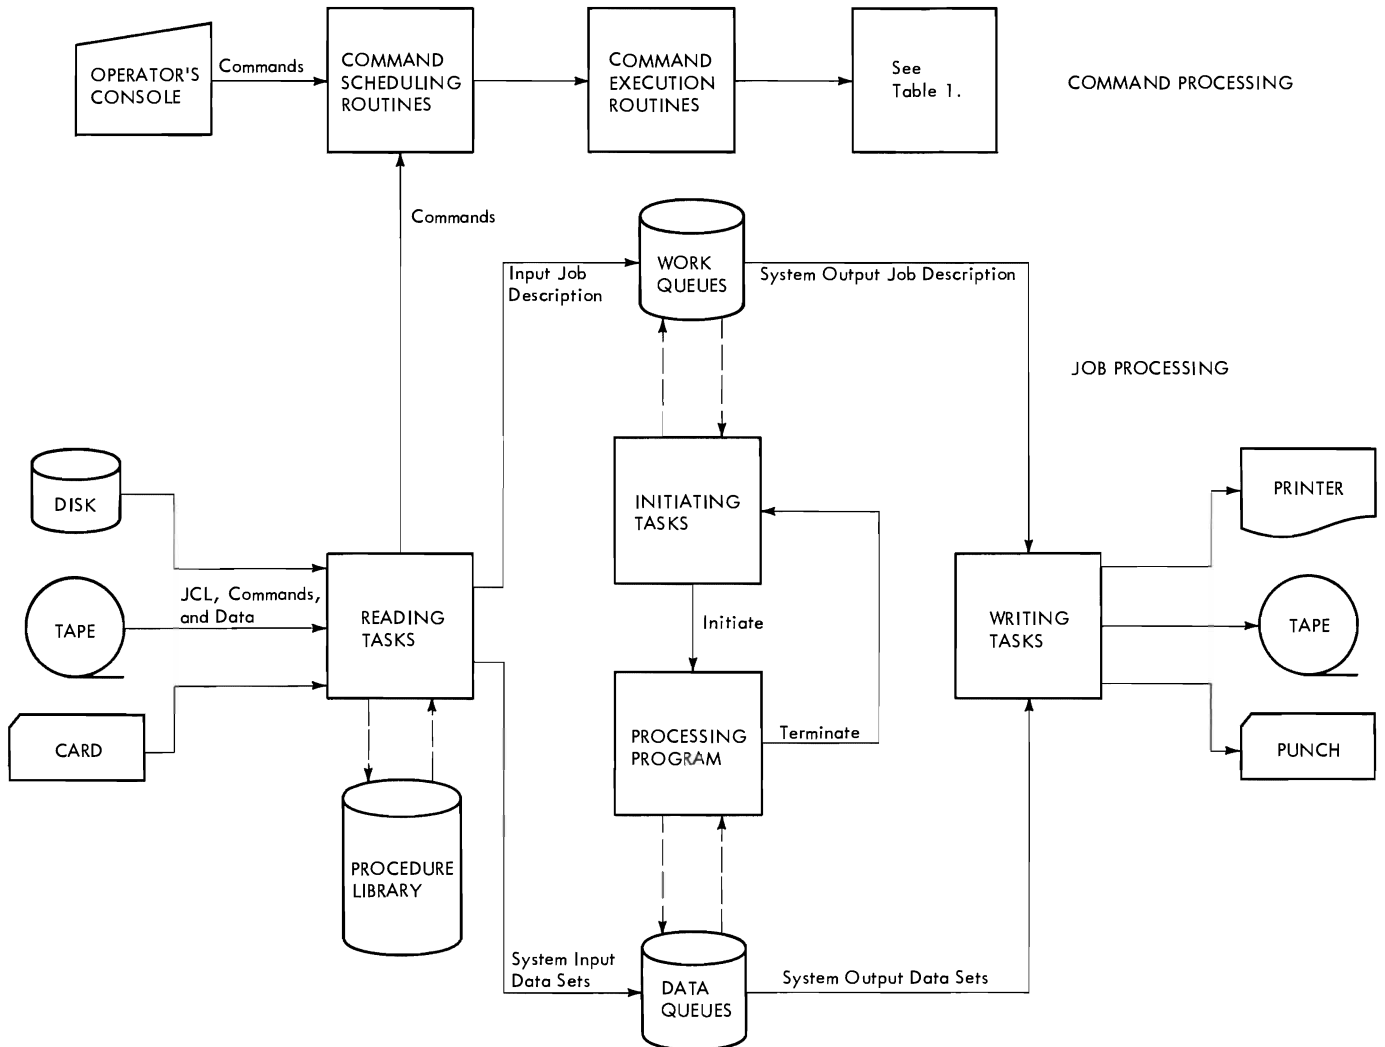 OPERATOR'S
CONSOLE
Commands
COMMAND
SCHEDULING
ROUTINES
COMMAND
EXECUTION
ROUTINES
See
Table 1.
COMMAND PROCESSING
Commands
Input Job
Description
WORK
QUEUES
System Output Job Description
JOB PROCESSING
DISK
TAPE
CARD
JCL, Commands,
and Data
READING
TASKS
PROCEDURE
LIBRARY
INITIATING
TASKS
Initiate
PROCESSING
PROGRAM
Terminate
System Input
Data Sets
DATA
QUEUES
System Output Data Sets
WRITING
TASKS
PRINTER
TAPE
PUNCH